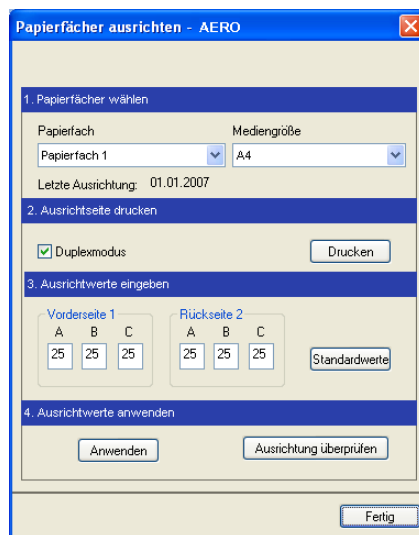 Papierfächer ausrichten - AERO
1. Papierfächer wählen
Papierfach Mediengröße
Papierfach 1 A4
Letzte Ausrichtung: 01.01.2007
2. Ausrichtseite drucken
Duplexmodus Drucken
3. Ausrichtwerte eingeben
Vorderseite 1 Rückseite 2
A B C A B C
25 25 25 25 25 25
Standardwerte
4. Ausrichtwerte anwenden
Anwenden Ausrichtung überprüfen
Fertig